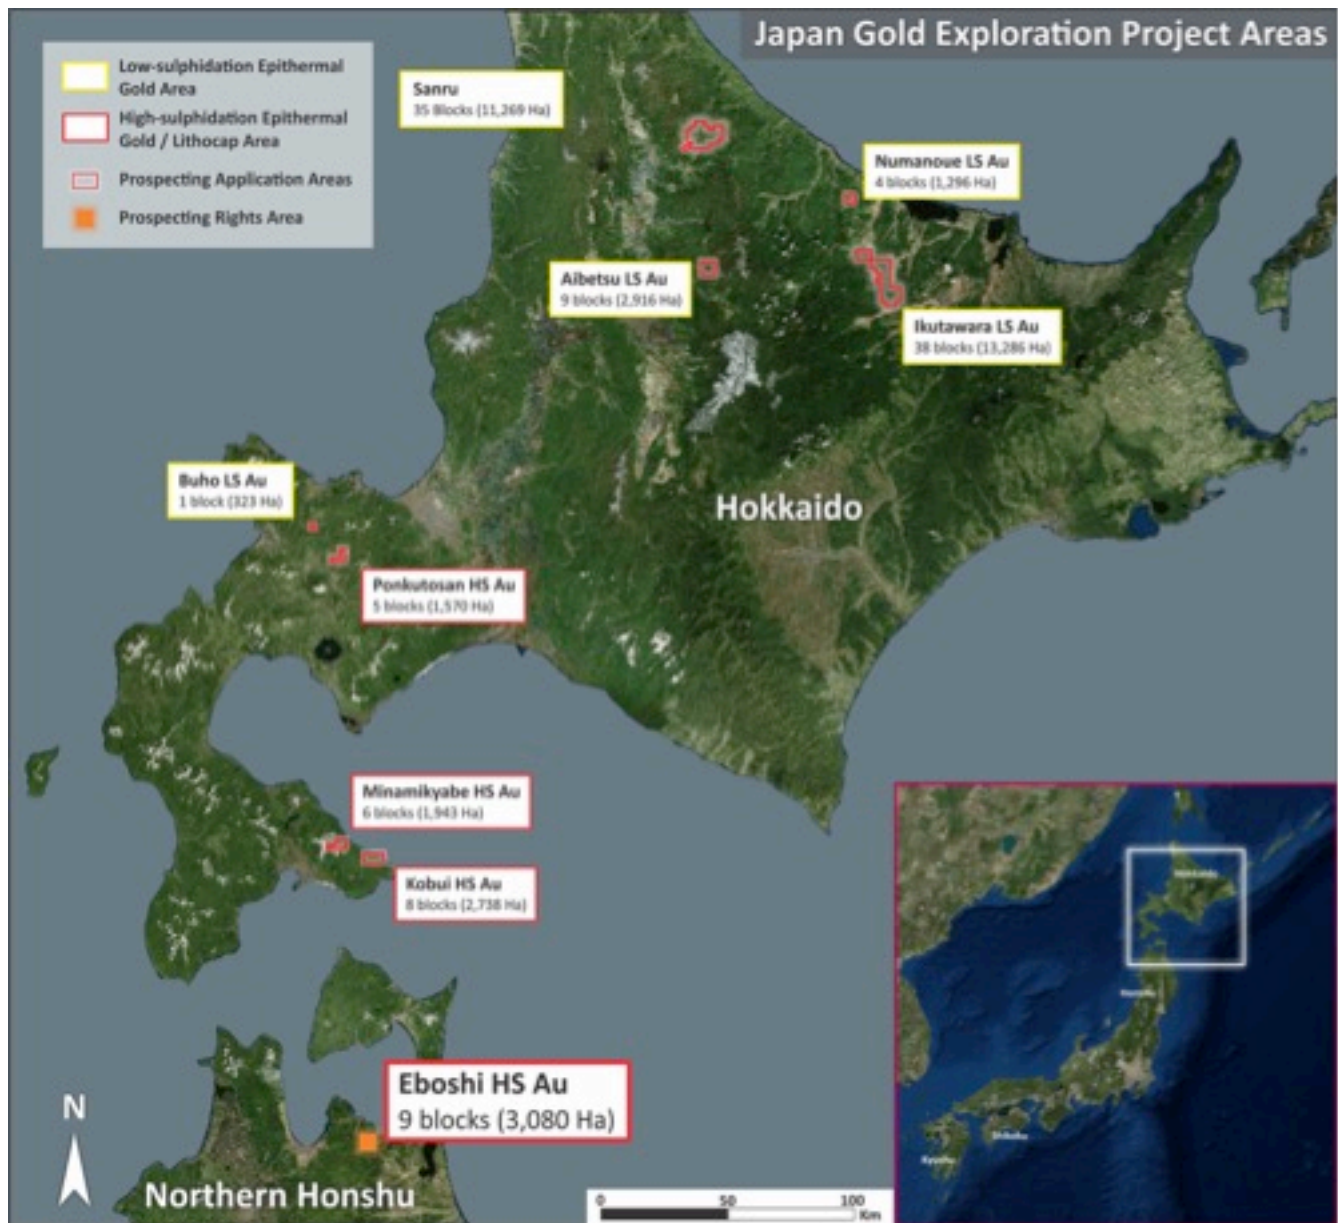 Japan Gold Exploration Project Areas
Low-sulphidation Epithermal
Gold Area
High-sulphidation Epithermal
Gold / Lithocap Area
Prospecting Application Areas
Prospecting Rights Area
Sanru
35 Blocks (11,269 Ha)
Numanoue LS Au
4 blocks (1,296 Ha)
Aibetsu LS Au
9 blocks (2,916 Ha)
Ikutawara LS Au
38 blocks (13,286 Ha)
Buho LS Au
1 block (323 Ha)
Hokkaido
Ponkutosan HS Au
5 blocks (1,570 Ha)
Minamikyabe HS Au
6 blocks (1,943 Ha)
Kobui HS Au
8 blocks (2,738 Ha)
Hokkaido
Honshu
Shikoku
Kyushu
Eboshi HS Au
9 blocks (3,080 Ha)
N
Northern Honshu
0 50 100
Km